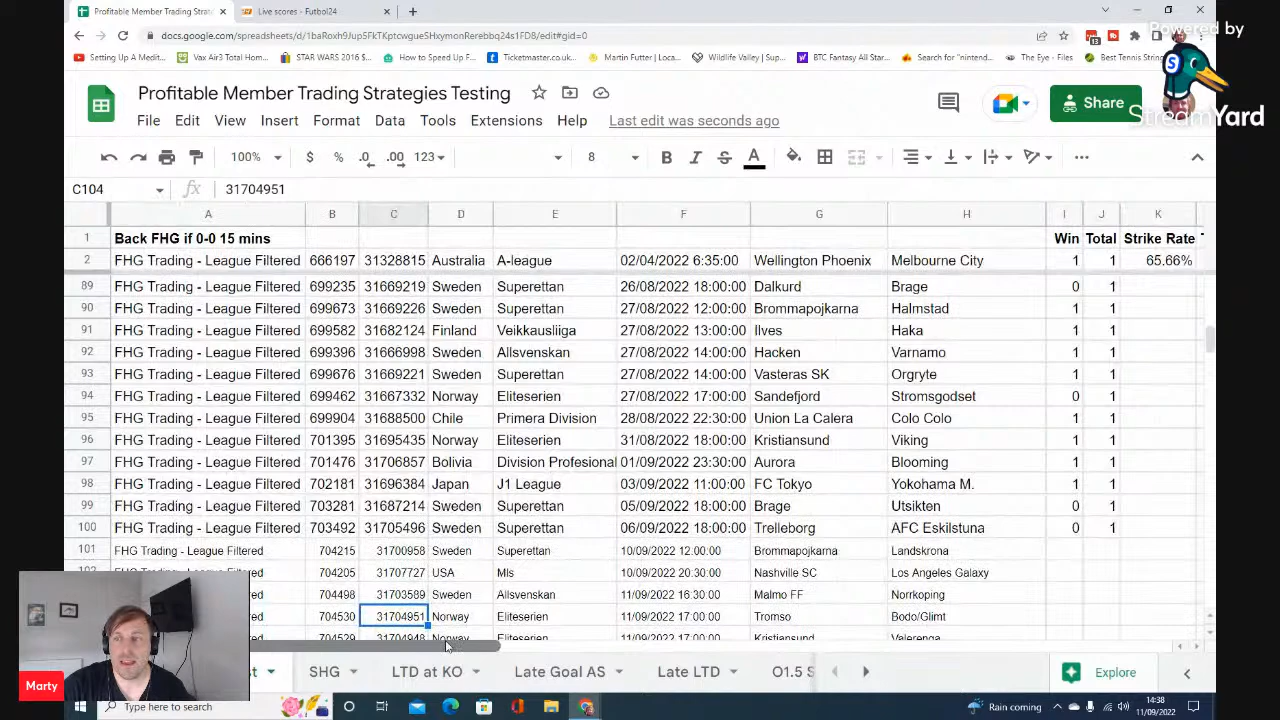 Profitable Member Trading Strate
Live scores - Futbol24
docs.google.com/spreadsheets/d/
Powered by
Setting Up A Medit...
Vax Air3 Total Hom...
STAR WARS 2016 S...
How to Speed Up F...
Ticketmaster.co.uk...
Martin Futter | Loca...
Wildlife Valley | Sup...
BTC Fantasy All Star...
Search for "nintend...
The Eye - Files
Best Tennis String
13
Profitable Member Trading Strategies Testing
Share
StreamYard
File Edit View Insert Format Data Tools Extensions Help Last edit was seconds ago
100% $ % .0 .00 123 8 B I S A
C104 fx 31704951
A B C D E F G H I J K
1 Back FHG if 0-0 15 mins Win Total Strike Rate
2 FHG Trading - League Filtered 666197 31328815 Australia A-league 02/04/2022 6:35:00 Wellington Phoenix Melbourne City 1 1 65.66%
89 FHG Trading - League Filtered 699235 31669219 Sweden Superettan 26/08/2022 18:00:00 Dalkurd Brage 0 1
90 FHG Trading - League Filtered 699673 31669226 Sweden Superettan 27/08/2022 12:00:00 Brommapojkarna Halmstad 1 1
91 FHG Trading - League Filtered 699582 31682124 Finland Veikkausliiga 27/08/2022 13:00:00 Ilves Haka 1 1
92 FHG Trading - League Filtered 699396 31666998 Sweden Allsvenskan 27/08/2022 14:00:00 Hacken Varnamo 1 1
93 FHG Trading - League Filtered 699676 31669221 Sweden Superettan 27/08/2022 14:00:00 Vasteras SK Orgryte 1 1
94 FHG Trading - League Filtered 699462 31667332 Norway Eliteserien 27/08/2022 17:00:00 Sandefjord Stromsgodset 0 1
95 FHG Trading - League Filtered 699904 31688500 Chile Primera Division 28/08/2022 22:30:00 Union La Calera Colo Colo 1 1
96 FHG Trading - League Filtered 701395 31695435 Norway Eliteserien 31/08/2022 18:00:00 Kristiansund Viking 1 1
97 FHG Trading - League Filtered 701476 31706857 Bolivia Division Profesional 01/09/2022 23:30:00 Aurora Blooming 1 1
98 FHG Trading - League Filtered 702181 31696384 Japan J1 League 03/09/2022 11:00:00 FC Tokyo Yokohama M. 1 1
99 FHG Trading - League Filtered 703281 31687214 Sweden Superettan 05/09/2022 18:00:00 Brage Utsikten 0 1
100 FHG Trading - League Filtered 703492 31705496 Sweden Superettan 06/09/2022 18:00:00 Trelleborg AFC Eskilstuna 0 1
101 FHG Trading - League Filtered 704215 31700958 Sweden Superettan 10/09/2022 12:00:00 Brommapojkarna Landskrona
704205 31707727 USA Mls 10/09/2022 20:30:00 Nashville SC Los Angeles Galaxy
704498 31703589 Sweden Allsvenskan 11/09/2022 16:30:00 Malmo FF Norrkoping
704530 31704951 Norway Eliteserien 11/09/2022 17:00:00 Tromso Bodo/Glimt
704529 31704948 Norway Eliteserien 11/09/2022 17:00:00 Kristiansund Valerenga
SHG LTD at KO Late Goal AS Late LTD O1.5 S Explore
Marty
Type here to search
Rain coming
14:38
11/09/2022